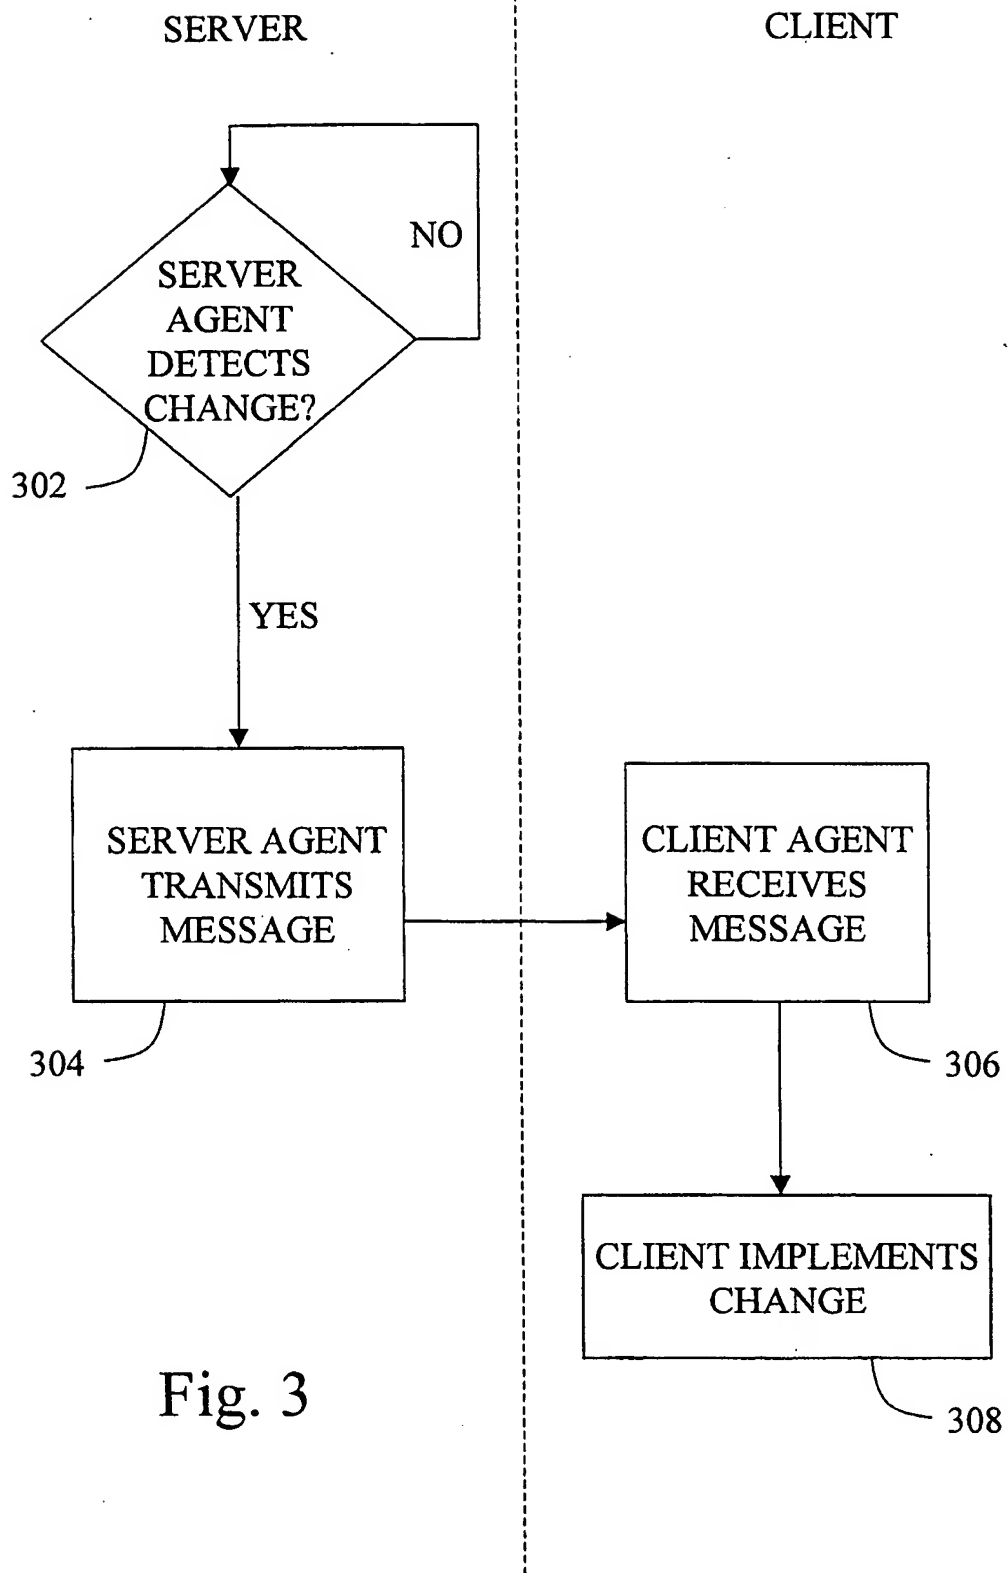 SERVER
CLIENT
NO
SERVER
AGENT
DETECTS
CHANGE?
302
YES
SERVER AGENT
TRANSMITS
MESSAGE
304
CLIENT AGENT
RECEIVES
MESSAGE
306
CLIENT IMPLEMENTS
CHANGE
308
Fig. 3